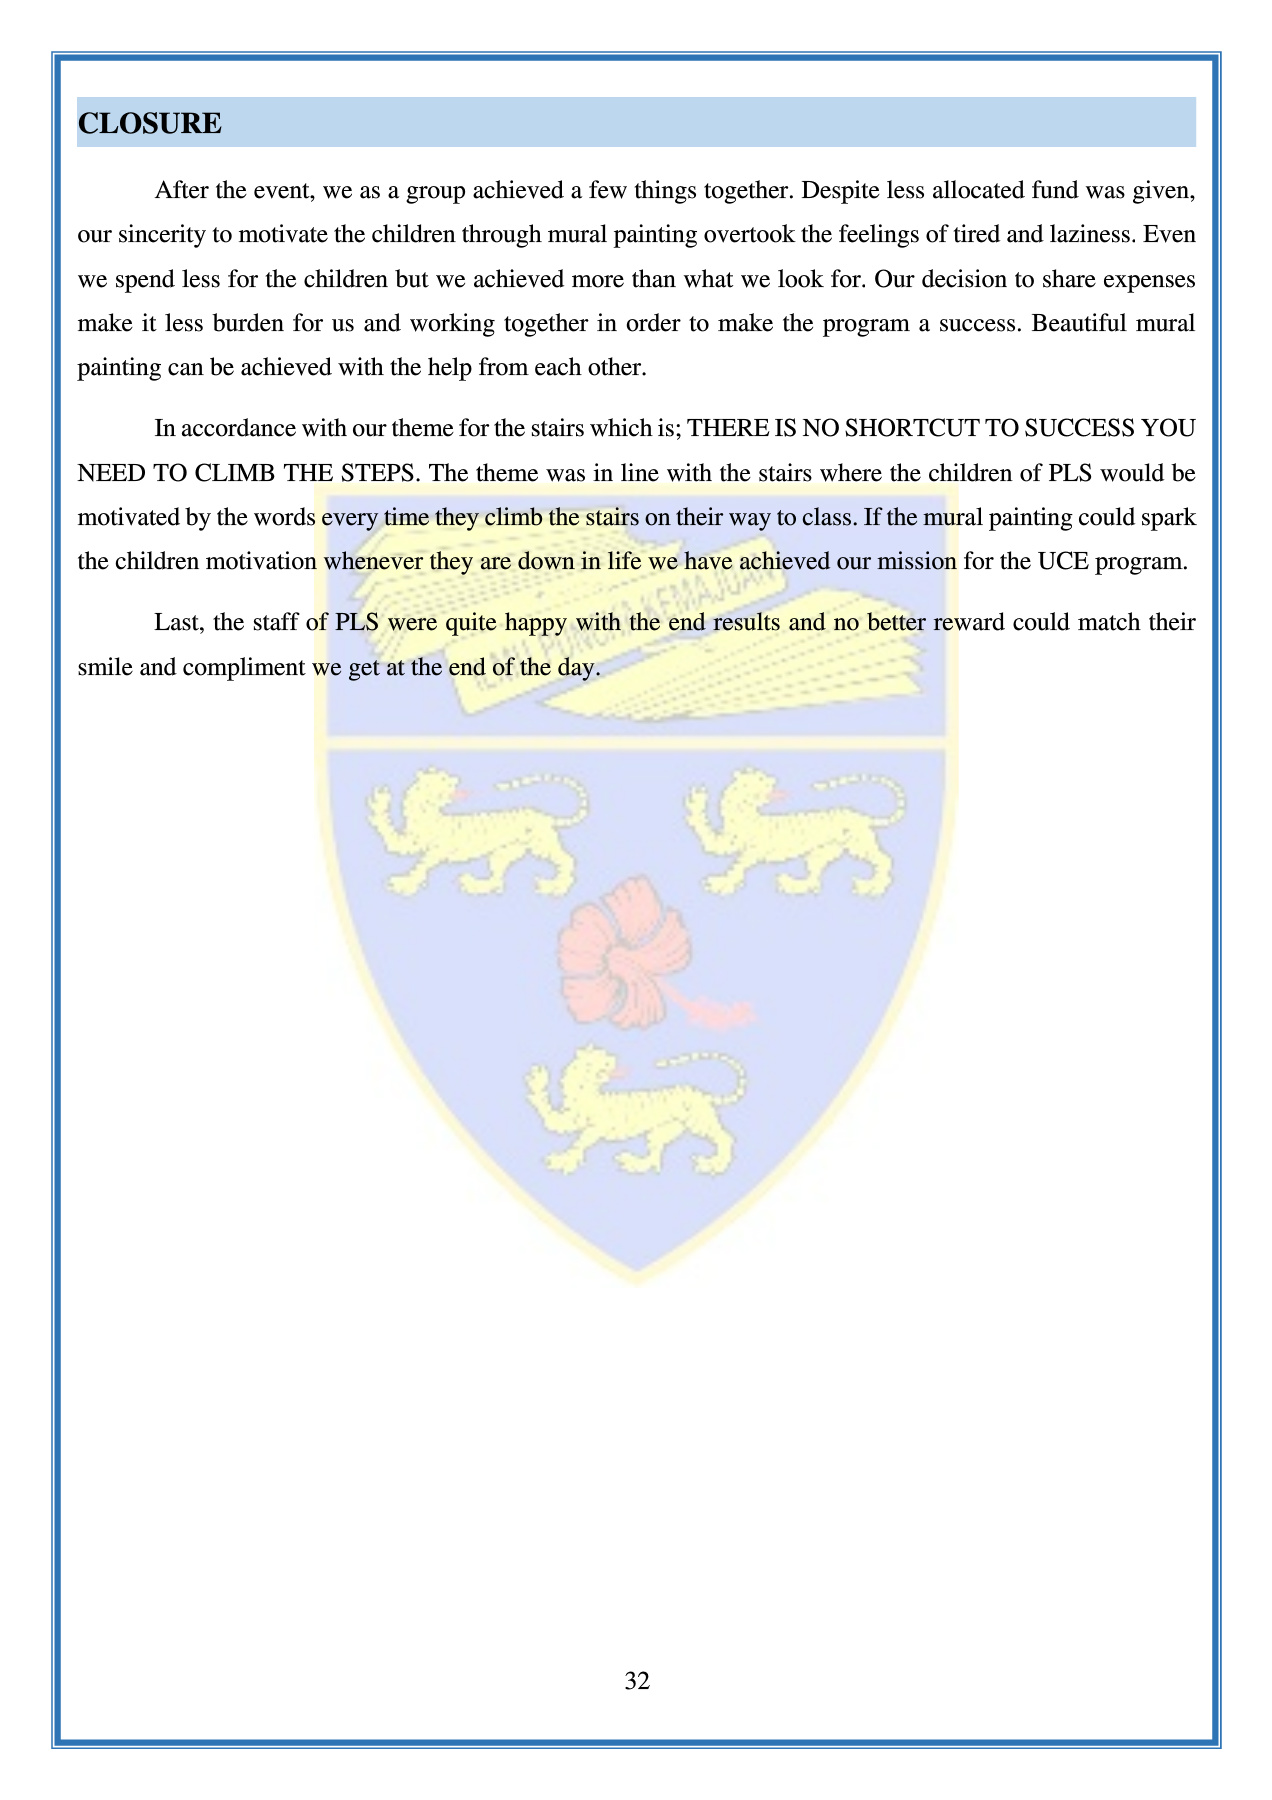 CLOSURE
After the event, we as a group achieved a few things together. Despite less allocated fund was given,
our sincerity to motivate the children through mural painting overtook the feelings of tired and laziness. Even
we spend less for the children but we achieved more than what we look for. Our decision to share expenses
make it less burden for us and working together in order to make the program a success. Beautiful mural
painting can be achieved with the help from each other.
In accordance with our theme for the stairs which is; THERE IS NO SHORTCUT TO SUCCESS YOU
NEED TO CLIMB THE STEPS. The theme was in line with the stairs where the children of PLS would be
motivated by the words every time they climb the stairs on their way to class. If the mural painting could spark
the children motivation whenever they are down in life we have achieved our mission for the UCE program.
Last, the staff of PLS were quite happy with the end results and no better reward could match their
smile and compliment we get at the end of the day.
ILMU PUNCA KEMAJUAN
32